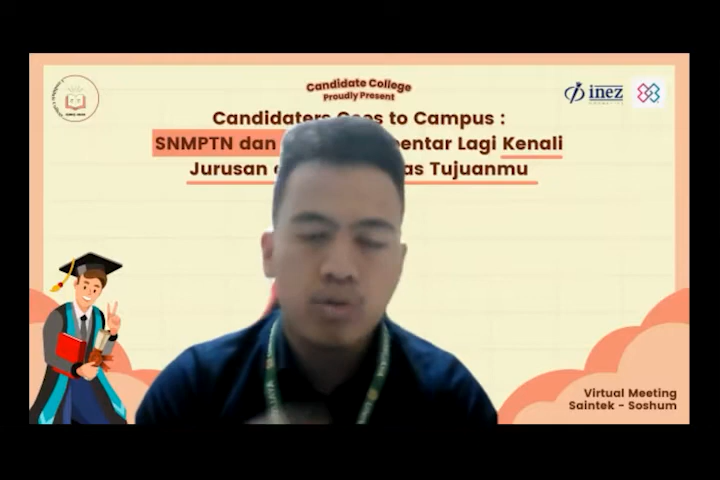 Candidate College
Proudly Present
Candidaters Goes to Campus :
SNMPTN dan entar Lagi Kenali
Jurusan as Tujuanmu
inez
Virtual Meeting
Saintek - Soshum